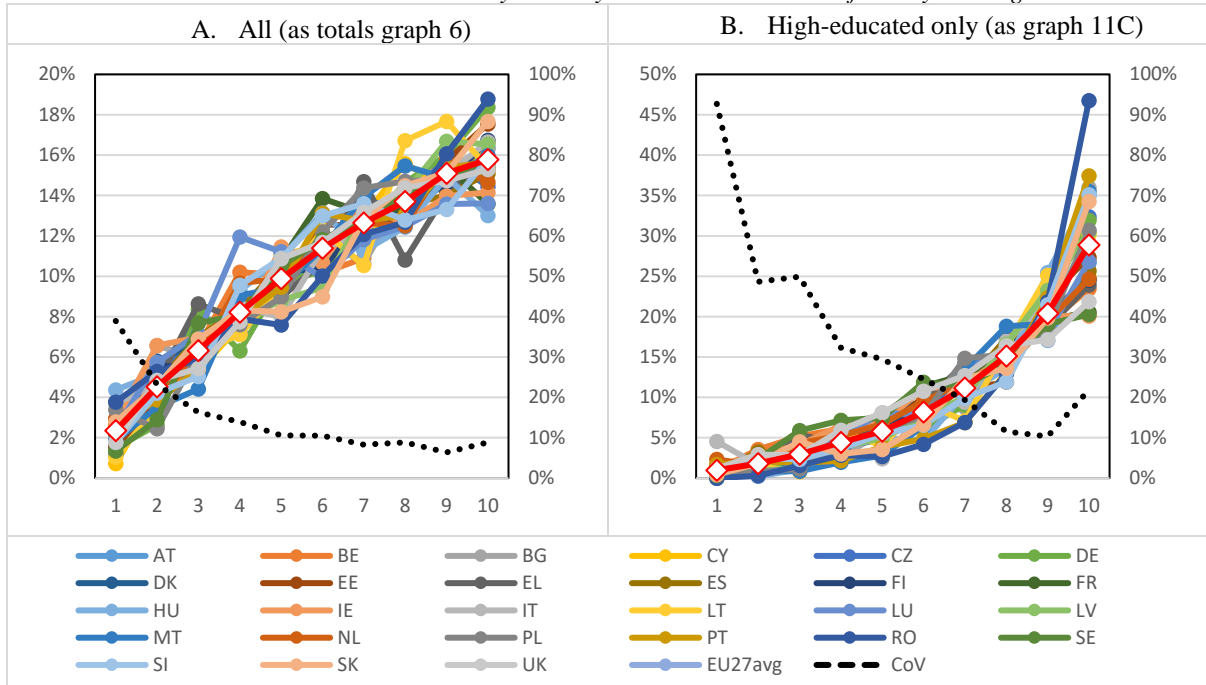 A. All (as totals graph 6)
B. High-educated only (as graph 11C)
20% 100% 50% 100%
18% 90% 45% 90%
16% 80% 40% 80%
14% 70% 35% 70%
12% 60% 30% 60%
10% 50% 25% 50%
8% 40% 20% 40%
6% 30% 15% 30%
4% 20% 10% 20%
2% 10% 5% 10%
0% 0% 0% 0%
1 2 3 4 5 6 7 8 9 10 1 2 3 4 5 6 7 8 9 10
AT BE BG CY CZ DE
DK EE EL ES FI FR
HU IE IT LT LU LV
MT NL PL PT RO SE
SI SK UK EU27avg CoV